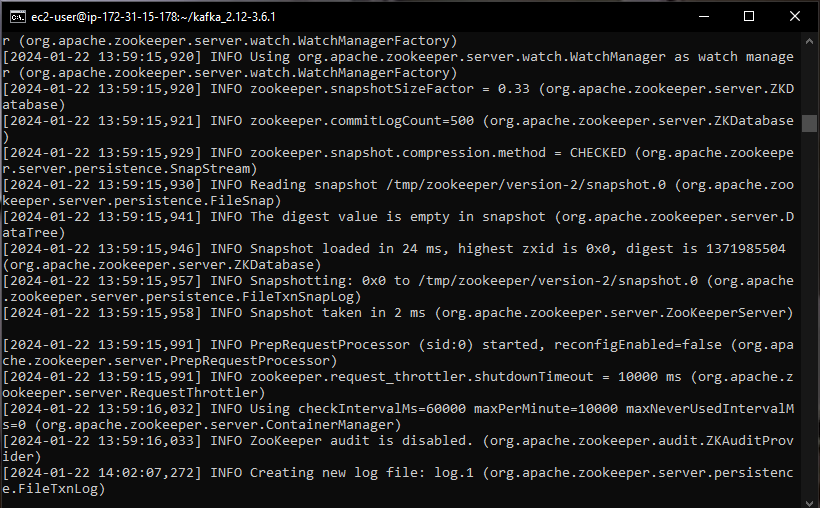 ec2-user@ip-172-31-15-178:~/kafka_2.12-3.6.1
r (org.apache.zookeeper.server.watch.WatchManagerFactory)
[2024-01-22 13:59:15,920] INFO Using org.apache.zookeeper.server.watch.WatchManager as watch manage
r (org.apache.zookeeper.server.watch.WatchManagerFactory)
[2024-01-22 13:59:15,920] INFO zookeeper.snapshotSizeFactor = 0.33 (org.apache.zookeeper.server.ZKD
atabase)
[2024-01-22 13:59:15,921] INFO zookeeper.commitLogCount=500 (org.apache.zookeeper.server.ZKDatabase
)
[2024-01-22 13:59:15,929] INFO zookeeper.snapshot.compression.method = CHECKED (org.apache.zookeepe
r.server.persistence.SnapStream)
[2024-01-22 13:59:15,930] INFO Reading snapshot /tmp/zookeeper/version-2/snapshot.0 (org.apache.zoo
keeper.server.persistence.FileSnap)
[2024-01-22 13:59:15,941] INFO The digest value is empty in snapshot (org.apache.zookeeper.server.D
ataTree)
[2024-01-22 13:59:15,946] INFO Snapshot loaded in 24 ms, highest zxid is 0x0, digest is 1371985504
(org.apache.zookeeper.server.ZKDatabase)
[2024-01-22 13:59:15,957] INFO Snapshotting: 0x0 to /tmp/zookeeper/version-2/snapshot.0 (org.apache
.zookeeper.server.persistence.FileTxnSnapLog)
[2024-01-22 13:59:15,958] INFO Snapshot taken in 2 ms (org.apache.zookeeper.server.ZooKeeperServer)
[2024-01-22 13:59:15,991] INFO PrepRequestProcessor (sid:0) started, reconfigEnabled=false (org.apa
che.zookeeper.server.PrepRequestProcessor)
[2024-01-22 13:59:15,991] INFO zookeeper.request_throttler.shutdownTimeout = 10000 ms (org.apache.z
ookeeper.server.RequestThrottler)
[2024-01-22 13:59:16,032] INFO Using checkIntervalMs=60000 maxPerMinute=10000 maxNeverUsedIntervalM
s=0 (org.apache.zookeeper.server.ContainerManager)
[2024-01-22 13:59:16,033] INFO ZooKeeper audit is disabled. (org.apache.zookeeper.audit.ZKAuditProv
ider)
[2024-01-22 14:02:07,272] INFO Creating new log file: log.1 (org.apache.zookeeper.server.persistenc
e.FileTxnLog)